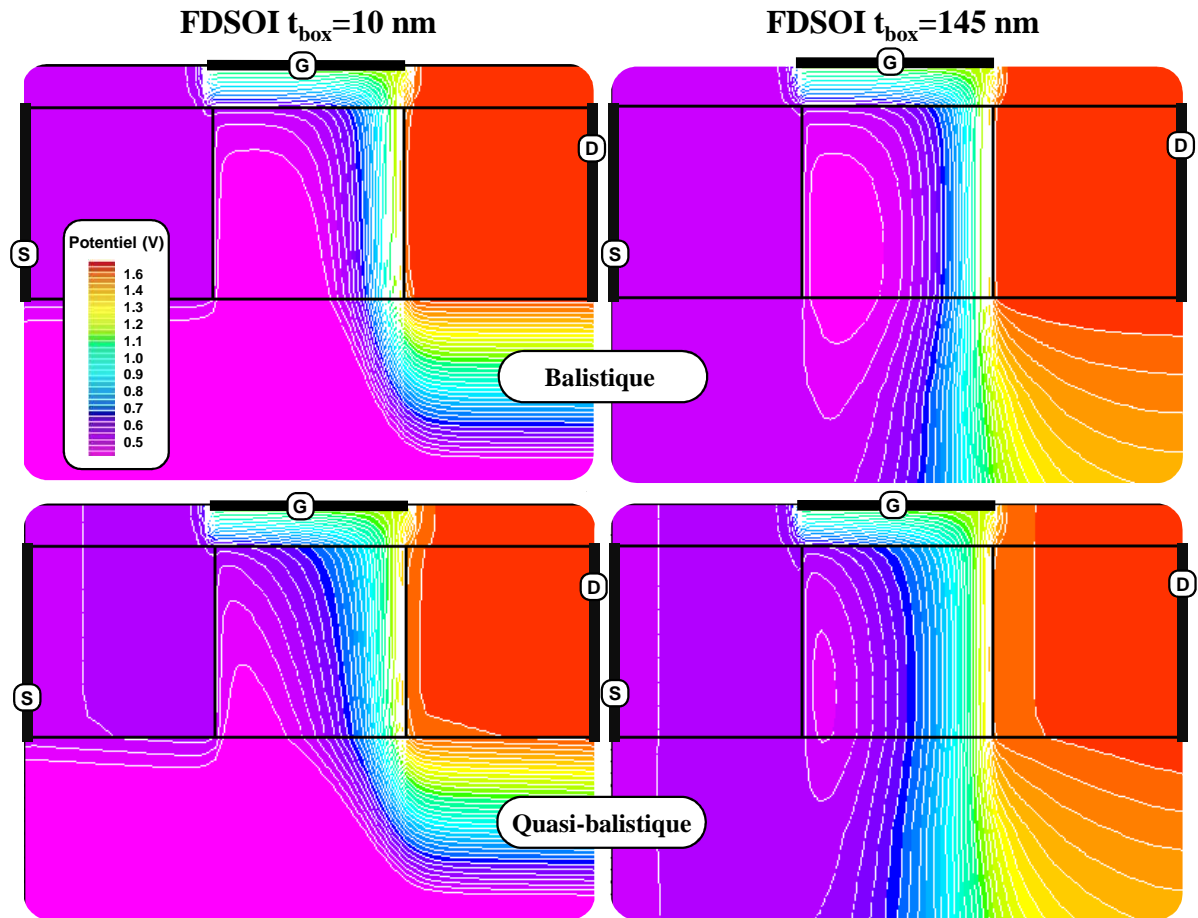 FDSOI tbox=10 nm
FDSOI tbox=145 nm
G
G
D
D
S
S
Potentiel (V)
1.6
1.4
1.3
1.2
1.1
1.0
0.9
0.8
0.7
0.6
0.5
Balistique
G
G
D
D
S
S
Quasi-balistique